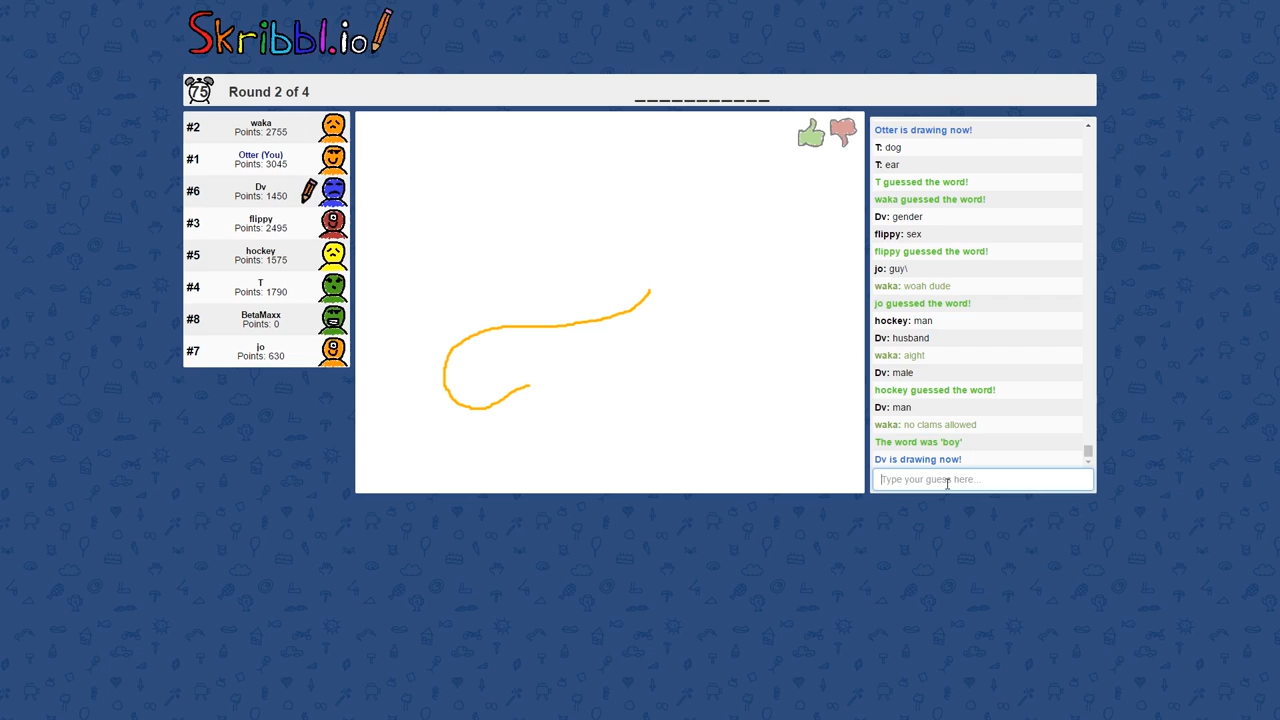 Skribbl.io
75
Round 2 of 4
___________
#2
waka
Points: 2755
#1
Otter (You)
Points: 3045
#6
Dv
Points: 1450
#3
flippy
Points: 2495
#5
hockey
Points: 1575
#4
T
Points: 1790
#8
BetaMaxx
Points: 0
#7
jo
Points: 630
Otter is drawing now!
T: dog
T: ear
T guessed the word!
waka guessed the word!
Dv: gender
flippy: sex
flippy guessed the word!
jo: guy\
waka: woah dude
jo guessed the word!
hockey: man
Dv: husband
waka: aight
Dv: male
hockey guessed the word!
Dv: man
waka: no clams allowed
The word was 'boy'
Dv is drawing now!
Type your guess here...